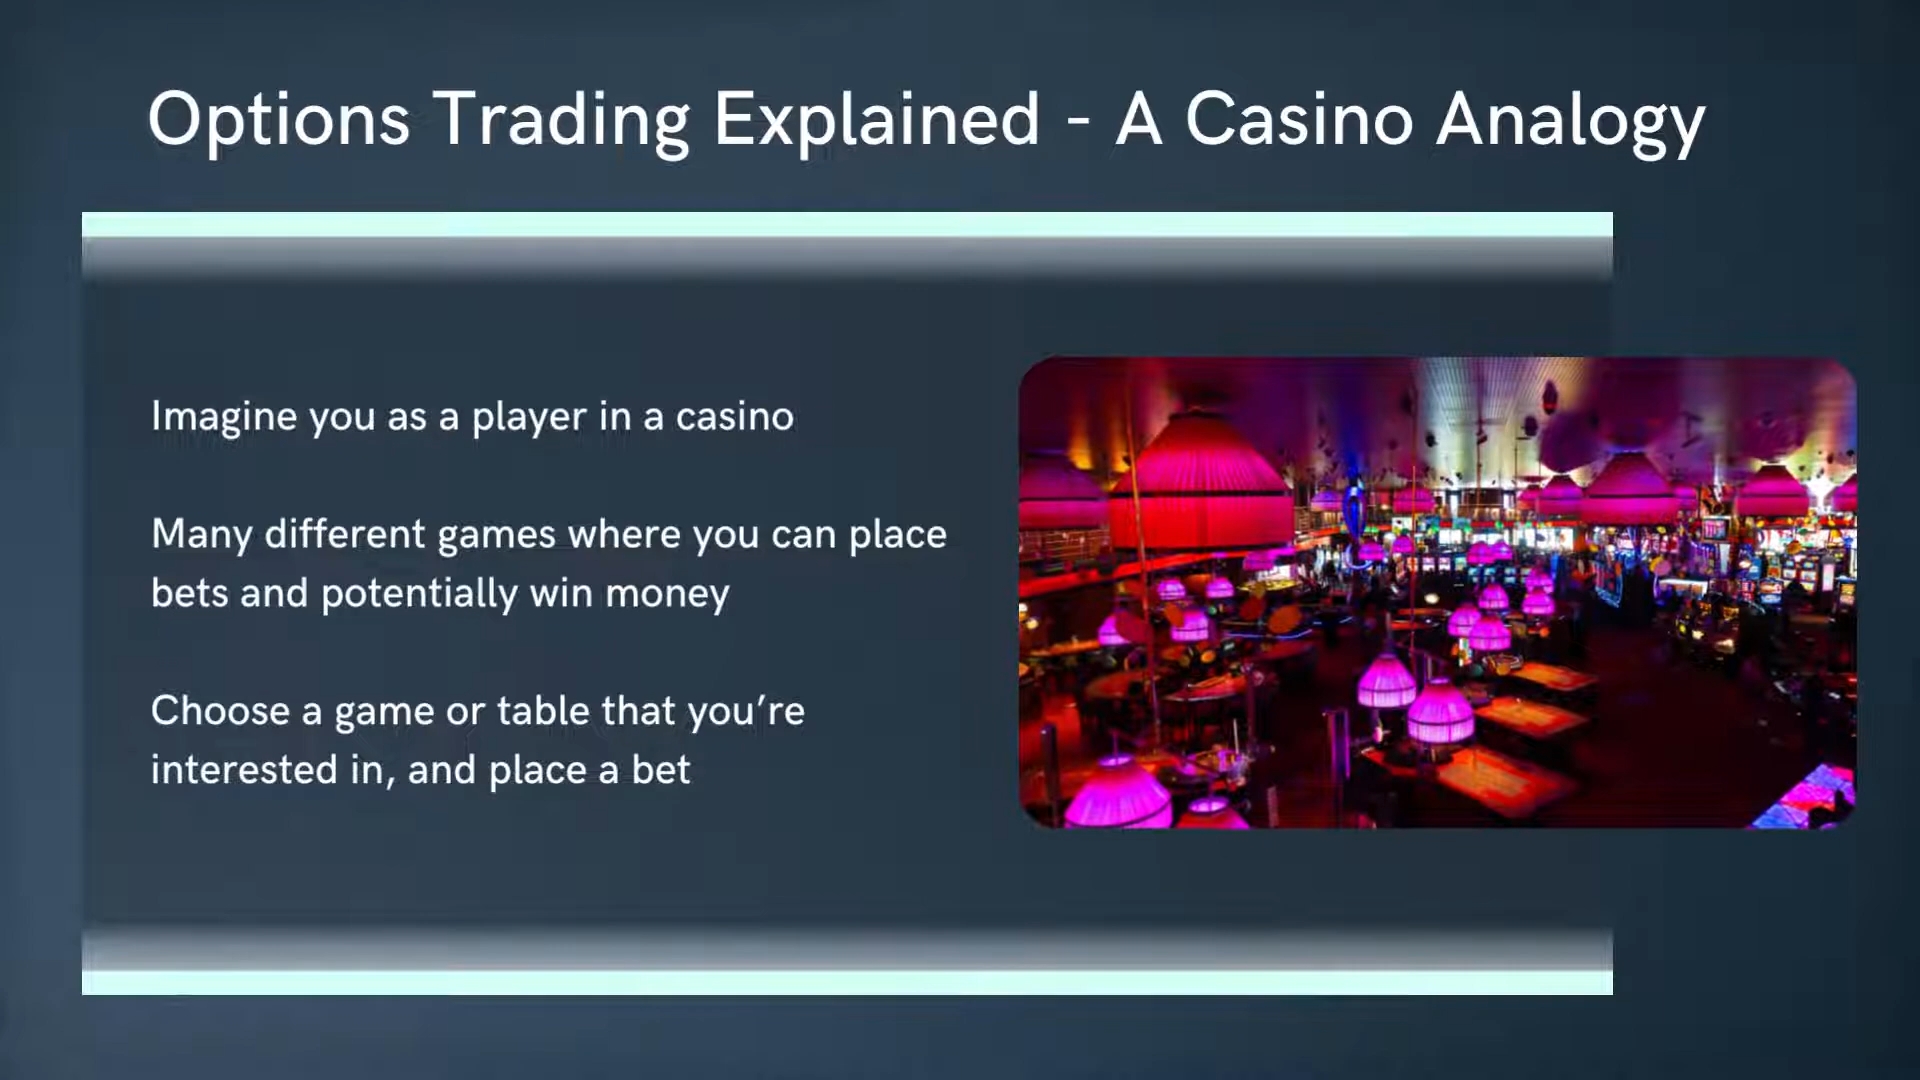 Options Trading Explained - A Casino Analogy
Imagine you as a player in a casino
Many different games where you can place
bets and potentially win money
Choose a game or table that you’re
interested in, and place a bet